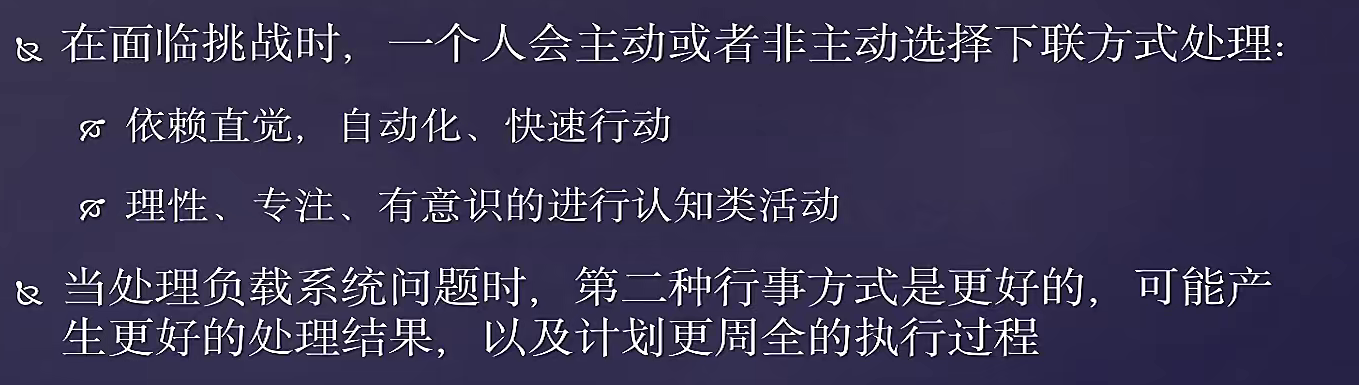 在面临挑战时，一个人会主动或者非主动选择下联方式处理：
依赖直觉，自动化、快速行动
理性、专注、有意识的进行认知类活动
当处理负载系统问题时，第二种行事方式是更好的，可能产
生更好的处理结果，以及计划更周全的执行过程